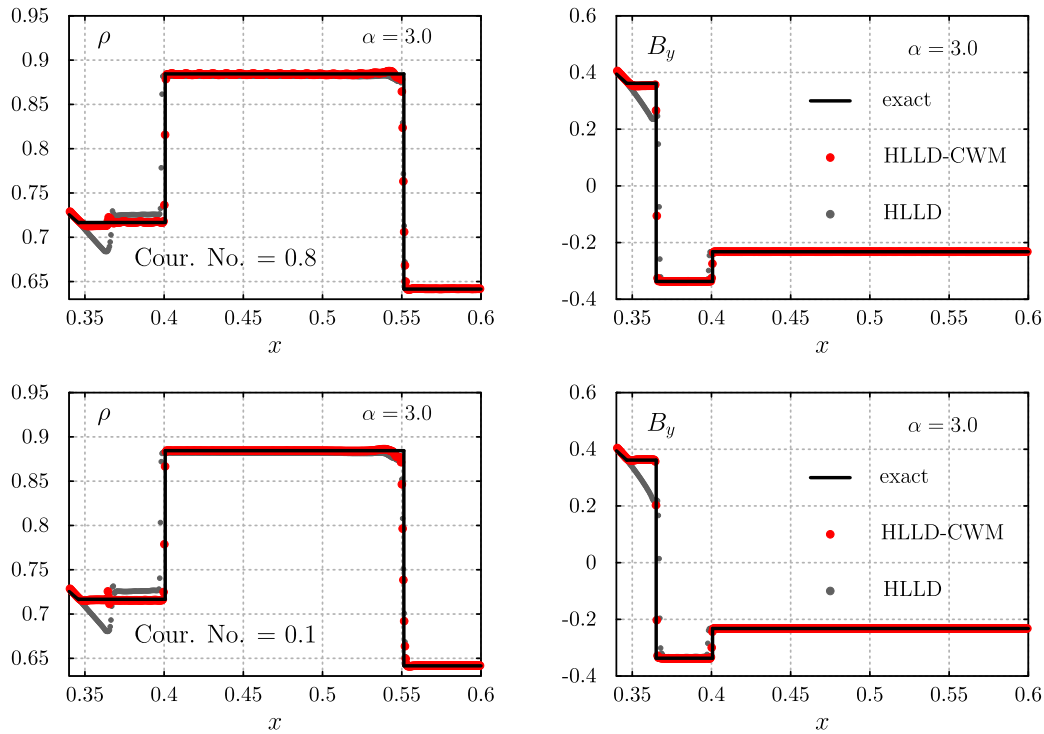 0.95
0.9
0.85
0.8
0.75
0.7
0.65
ρ
α = 3.0
Cour. No. = 0.8
0.35 0.4 0.45 0.5 0.55 0.6
x
0.6
0.4
0.2
0
-0.2
-0.4
B_y
α = 3.0
exact
HLLD-CWM
HLLD
0.35 0.4 0.45 0.5 0.55 0.6
x
0.95
0.9
0.85
0.8
0.75
0.7
0.65
ρ
α = 3.0
Cour. No. = 0.1
0.35 0.4 0.45 0.5 0.55 0.6
x
0.6
0.4
0.2
0
-0.2
-0.4
B_y
α = 3.0
exact
HLLD-CWM
HLLD
0.35 0.4 0.45 0.5 0.55 0.6
x